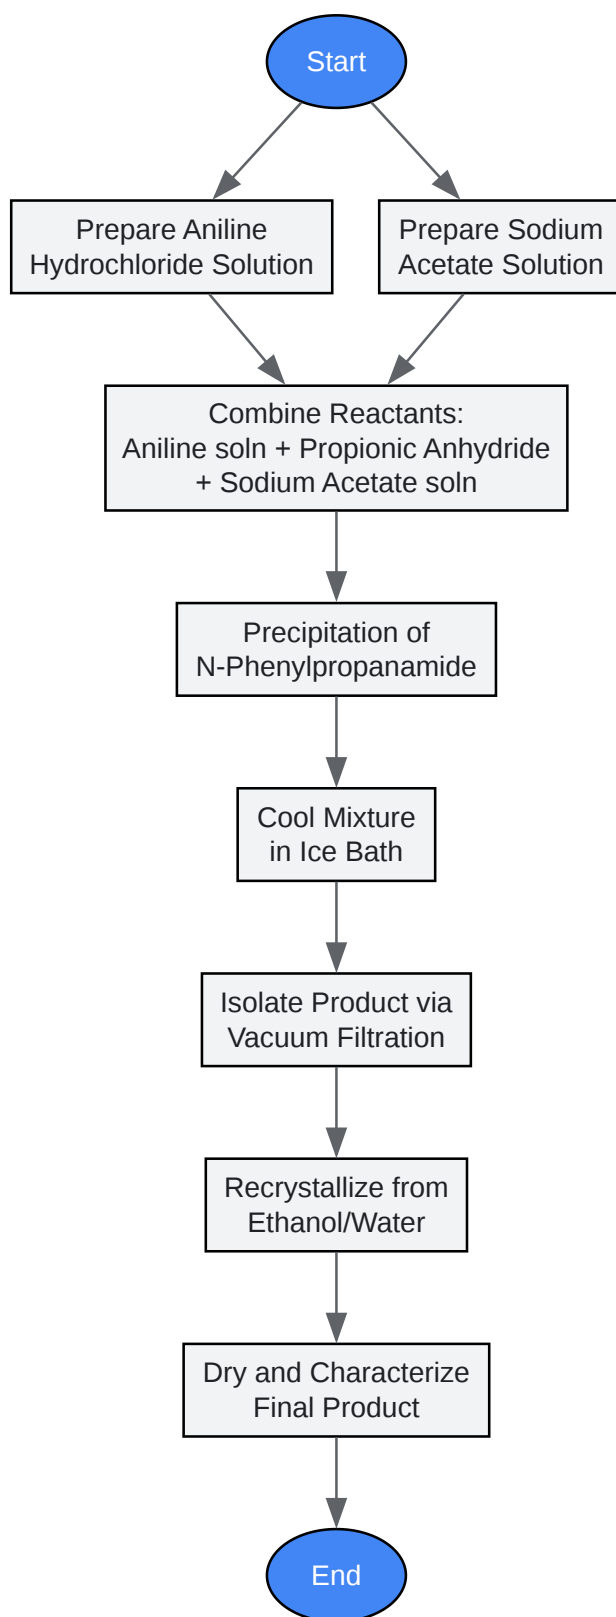 Start
Prepare Aniline
Hydrochloride Solution
Prepare Sodium
Acetate Solution
Combine Reactants:
Aniline soln + Propionic Anhydride
+ Sodium Acetate soln
Precipitation of
N-Phenylpropanamide
Cool Mixture
in Ice Bath
Isolate Product via
Vacuum Filtration
Recrystallize from
Ethanol/Water
Dry and Characterize
Final Product
End